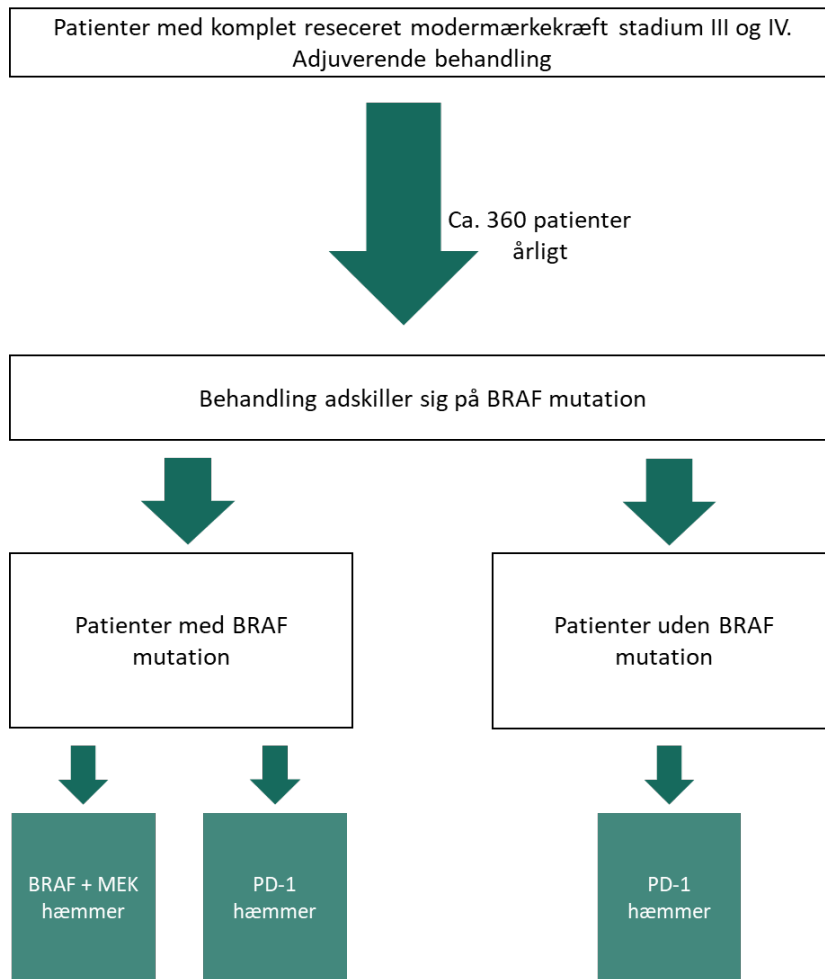 Patienter med komplet reseceret modermærkekræft stadium III og IV.
Adjuverende behandling
Ca. 360 patienter
årligt
Behandling adskiller sig på BRAF mutation
Patienter med BRAF
mutation
Patienter uden BRAF
mutation
BRAF + MEK
hæmmer
PD-1
hæmmer
PD-1
hæmmer